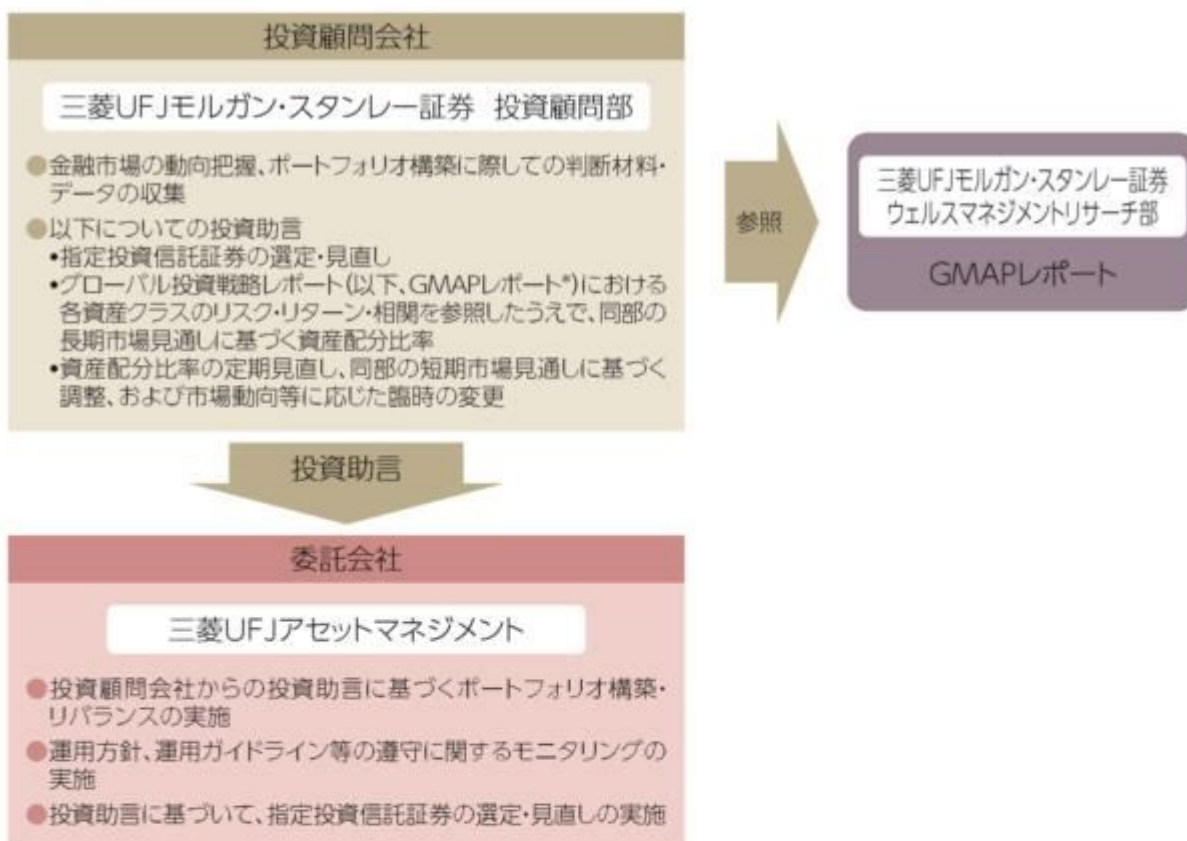 投資顧問会社
三菱UFJモルガン・スタンレー証券 投資顧問部
●金融市場の動向把握、ポートフォリオ構築に際しての判断材料・
データの収集
●以下についての投資助言
•指定投資信託証券の選定・見直し
•グローバル投資戦略レポート(以下、GMAPレポート*)における
各資産クラスのリスク・リターン・相関を参照したうえで、同部の
長期市場見通しに基づく資産配分比率
•資産配分比率の定期見直し、同部の短期市場見通しに基づく
調整、および市場動向等に応じた臨時の変更
参照
三菱UFJモルガン・スタンレー証券
ウェルスマネジメントリサーチ部
GMAPレポート
投資助言
委託会社
三菱UFJアセットマネジメント
●投資顧問会社からの投資助言に基づくポートフォリオ構築・
リバランスの実施
●運用方針、運用ガイドライン等の遵守に関するモニタリングの
実施
●投資助言に基づいて、指定投資信託証券の選定・見直しの実施